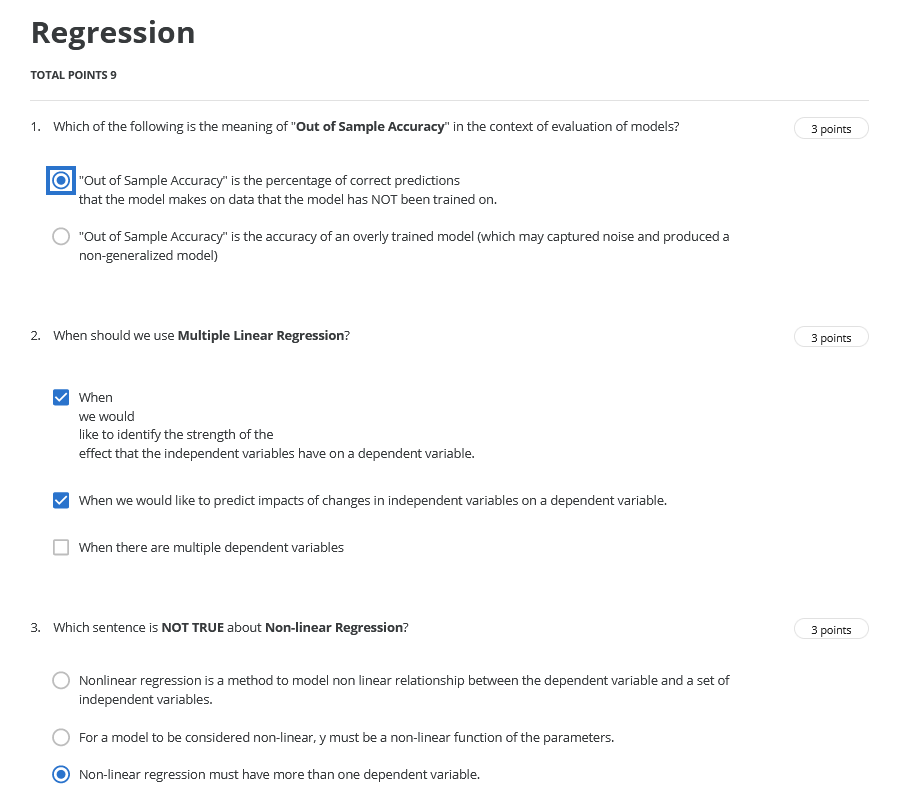 Regression
TOTAL POINTS 9
1. Which of the following is the meaning of "Out of Sample Accuracy" in the context of evaluation of models?
3 points
"Out of Sample Accuracy" is the percentage of correct predictions
that the model makes on data that the model has NOT been trained on.
"Out of Sample Accuracy" is the accuracy of an overly trained model (which may captured noise and produced a
non-generalized model)
2. When should we use Multiple Linear Regression?
3 points
When
we would
like to identify the strength of the
effect that the independent variables have on a dependent variable.
When we would like to predict impacts of changes in independent variables on a dependent variable.
When there are multiple dependent variables
3. Which sentence is NOT TRUE about Non-linear Regression?
3 points
Nonlinear regression is a method to model non linear relationship between the dependent variable and a set of
independent variables.
For a model to be considered non-linear, y must be a non-linear function of the parameters.
Non-linear regression must have more than one dependent variable.